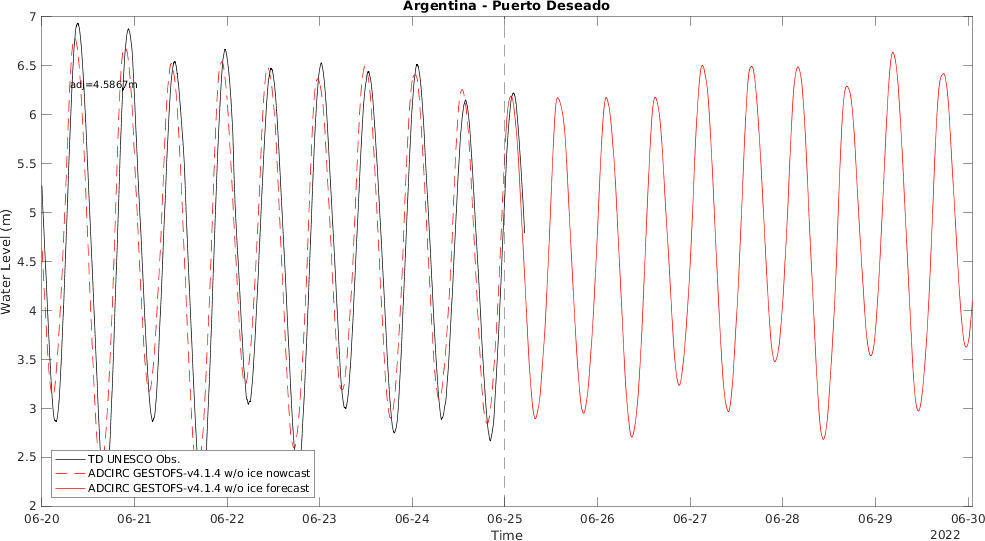 Argentina - Puerto Deseado
7
6.5
adj=4.5867m
6
5.5
5
4.5
4
3.5
3
2.5
2
Water Level (m)
TD UNESCO Obs.
ADCIRC GESTOFS-v4.1.4 w/o ice nowcast
ADCIRC GESTOFS-v4.1.4 w/o ice forecast
06-20 06-21 06-22 06-23 06-24 06-25 06-26 06-27 06-28 06-29 06-30
Time
2022